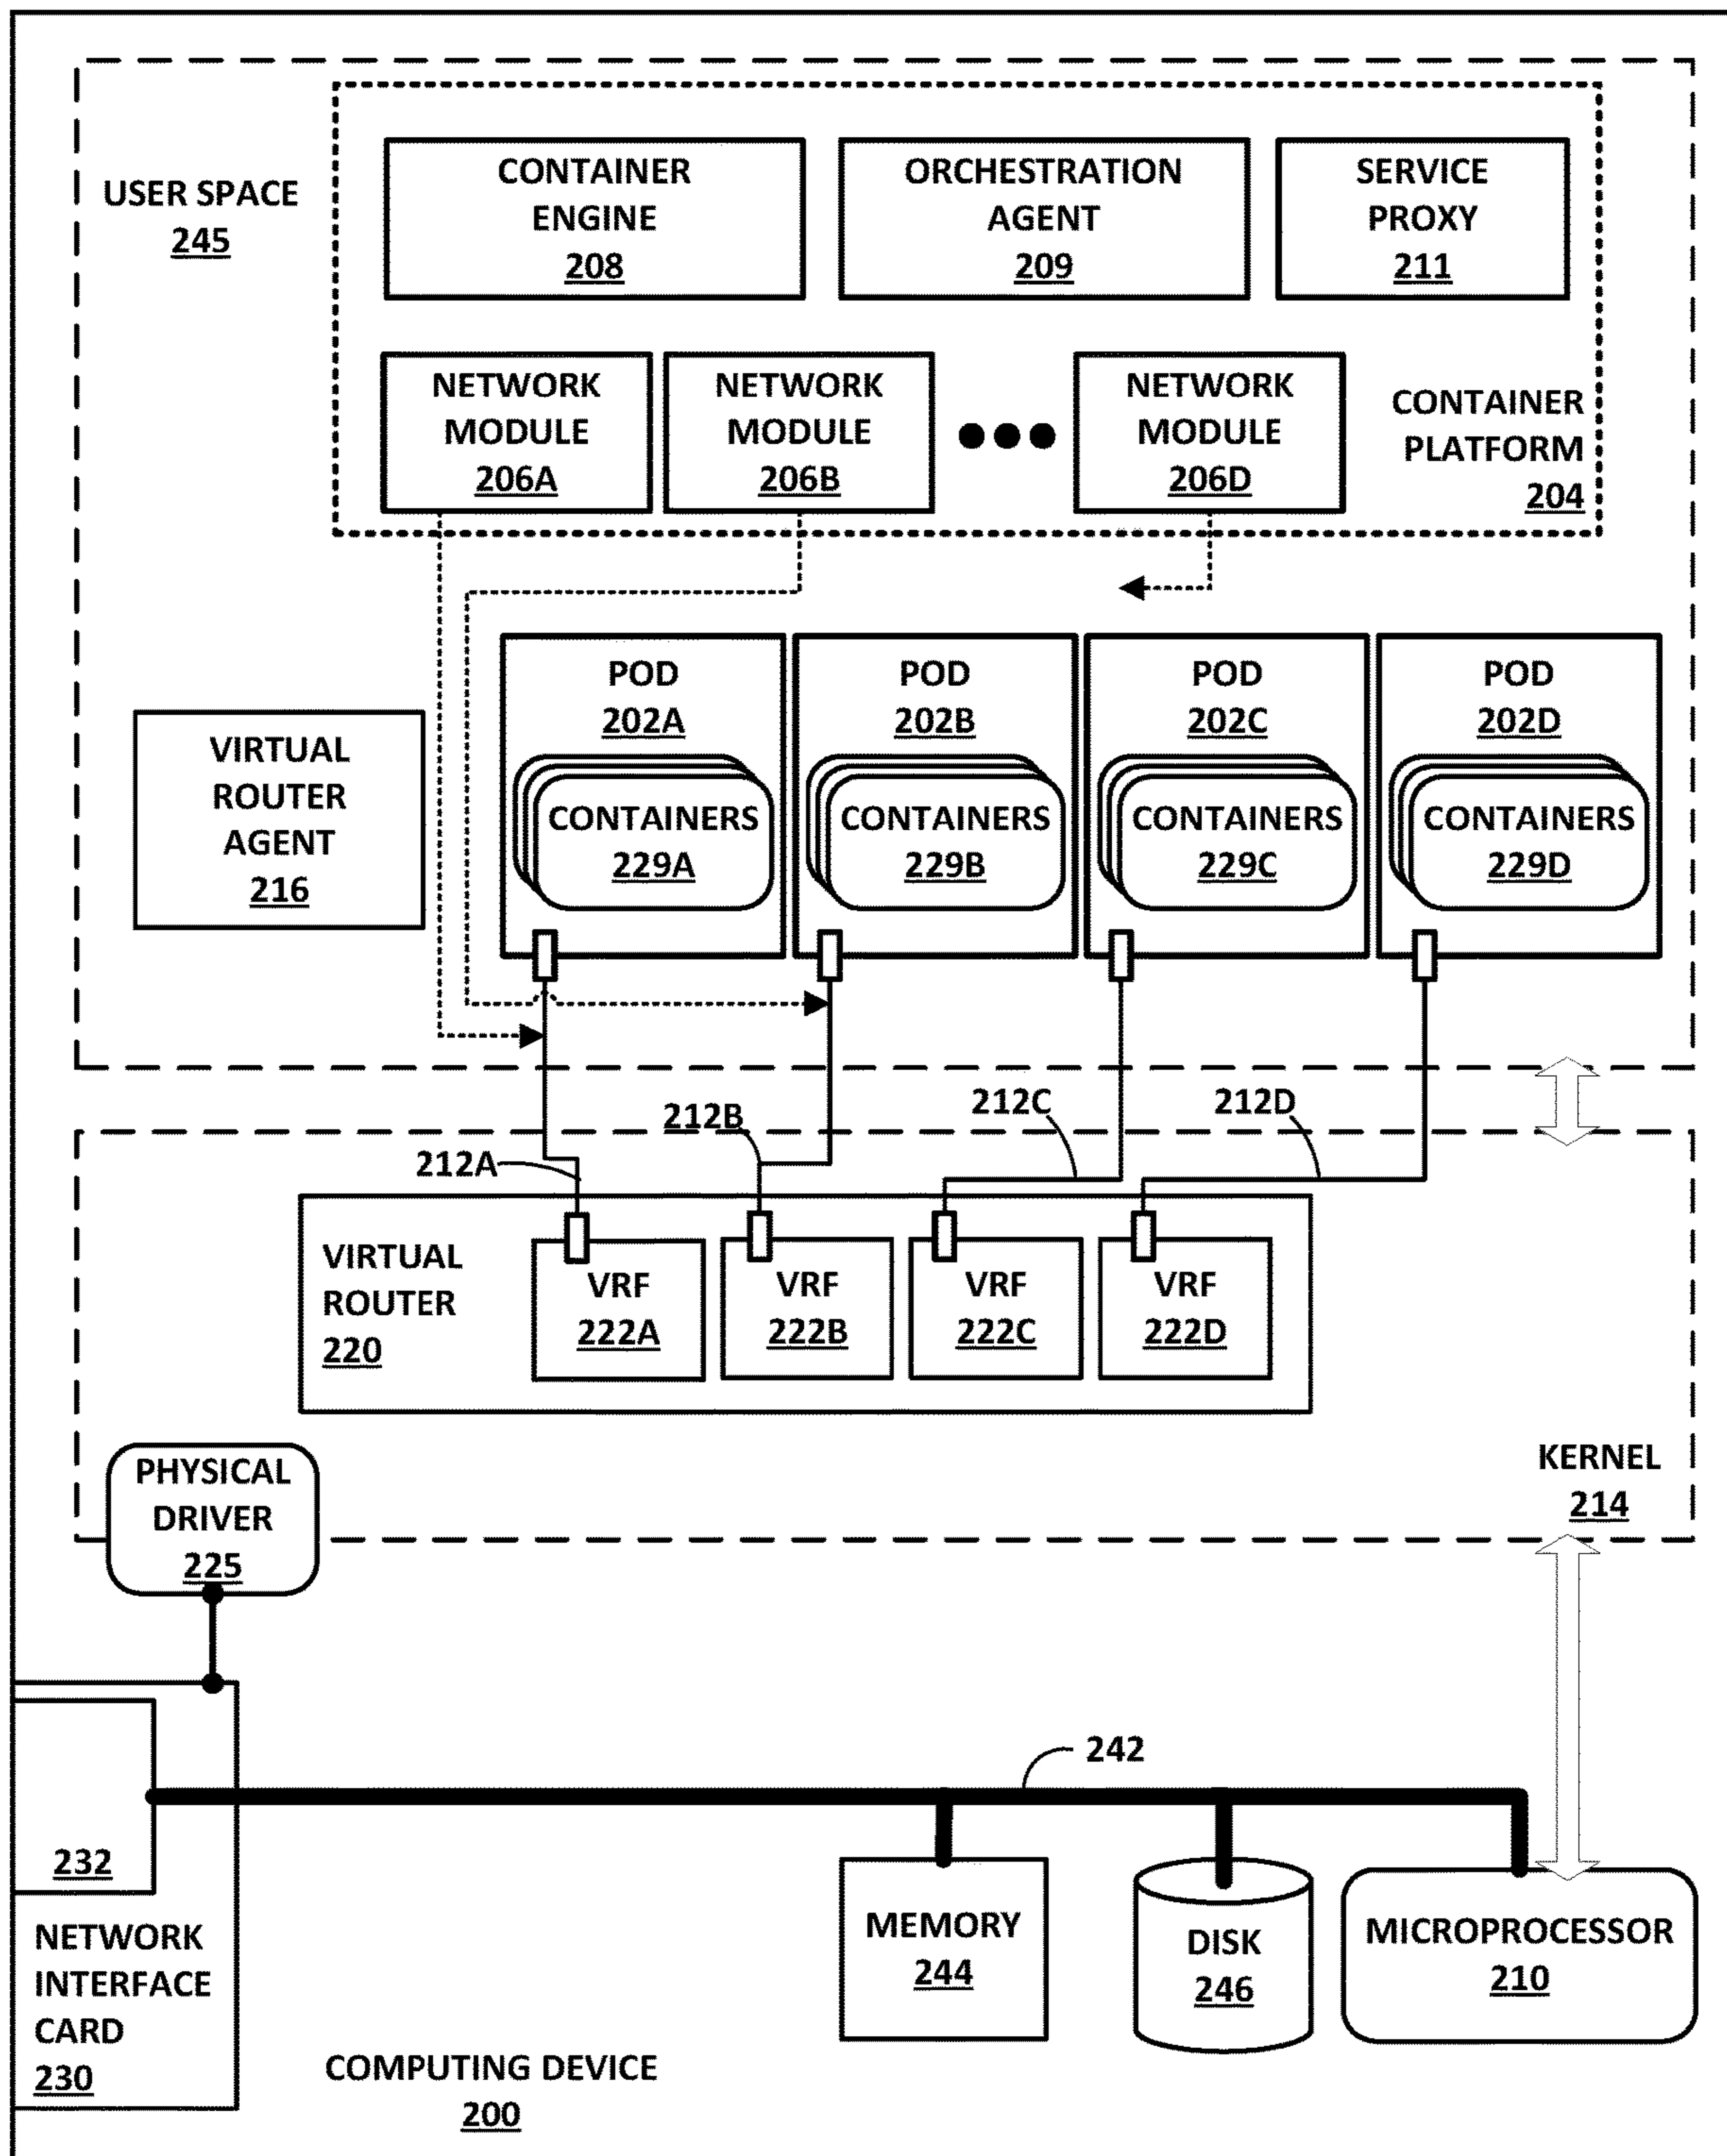 USER SPACE
245
CONTAINER
ENGINE
208
ORCHESTRATION
AGENT
209
SERVICE
PROXY
211
NETWORK
MODULE
206A
NETWORK
MODULE
206B
NETWORK
MODULE
206D
CONTAINER
PLATFORM
204
VIRTUAL
ROUTER
AGENT
216
POD
202A
CONTAINERS
229A
POD
202B
CONTAINERS
229B
POD
202C
CONTAINERS
229C
POD
202D
CONTAINERS
229D
212A
212B
212C
212D
VIRTUAL
ROUTER
220
VRF
222A
VRF
222B
VRF
222C
VRF
222D
KERNEL
214
PHYSICAL
DRIVER
225
242
232
NETWORK
INTERFACE
CARD
230
MEMORY
244
DISK
246
MICROPROCESSOR
210
COMPUTING DEVICE
200